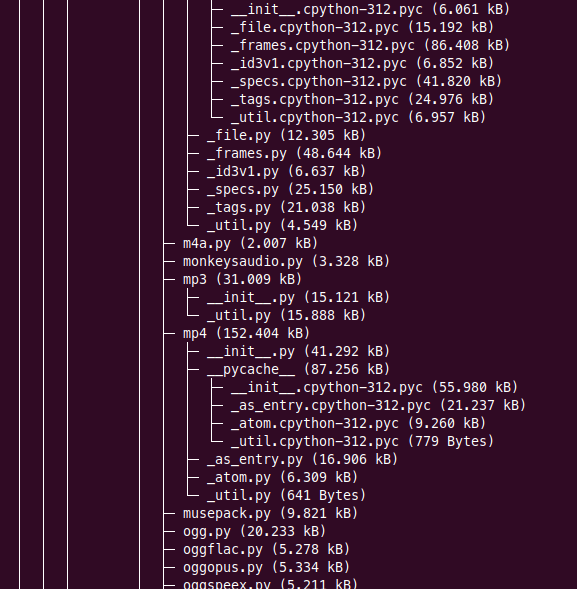 __init__.cpython-312.pyc (6.061 kB)
_file.cpython-312.pyc (15.192 kB)
_frames.cpython-312.pyc (86.408 kB)
_id3v1.cpython-312.pyc (6.852 kB)
_specs.cpython-312.pyc (41.820 kB)
_tags.cpython-312.pyc (24.976 kB)
_util.cpython-312.pyc (6.957 kB)
_file.py (12.305 kB)
_frames.py (48.644 kB)
_id3v1.py (6.637 kB)
_specs.py (25.150 kB)
_tags.py (21.038 kB)
_util.py (4.549 kB)
m4a.py (2.007 kB)
monkeysaudio.py (3.328 kB)
mp3 (31.009 kB)
__init__.py (15.121 kB)
_util.py (15.888 kB)
mp4 (152.404 kB)
__init__.py (41.292 kB)
__pycache__ (87.256 kB)
__init__.cpython-312.pyc (55.980 kB)
_as_entry.cpython-312.pyc (21.237 kB)
_atom.cpython-312.pyc (9.260 kB)
_util.cpython-312.pyc (779 Bytes)
_as_entry.py (16.906 kB)
_atom.py (6.309 kB)
_util.py (641 Bytes)
musepack.py (9.821 kB)
ogg.py (20.233 kB)
oggflac.py (5.278 kB)
oggopus.py (5.334 kB)
oggspeex.py (5.211 kB)